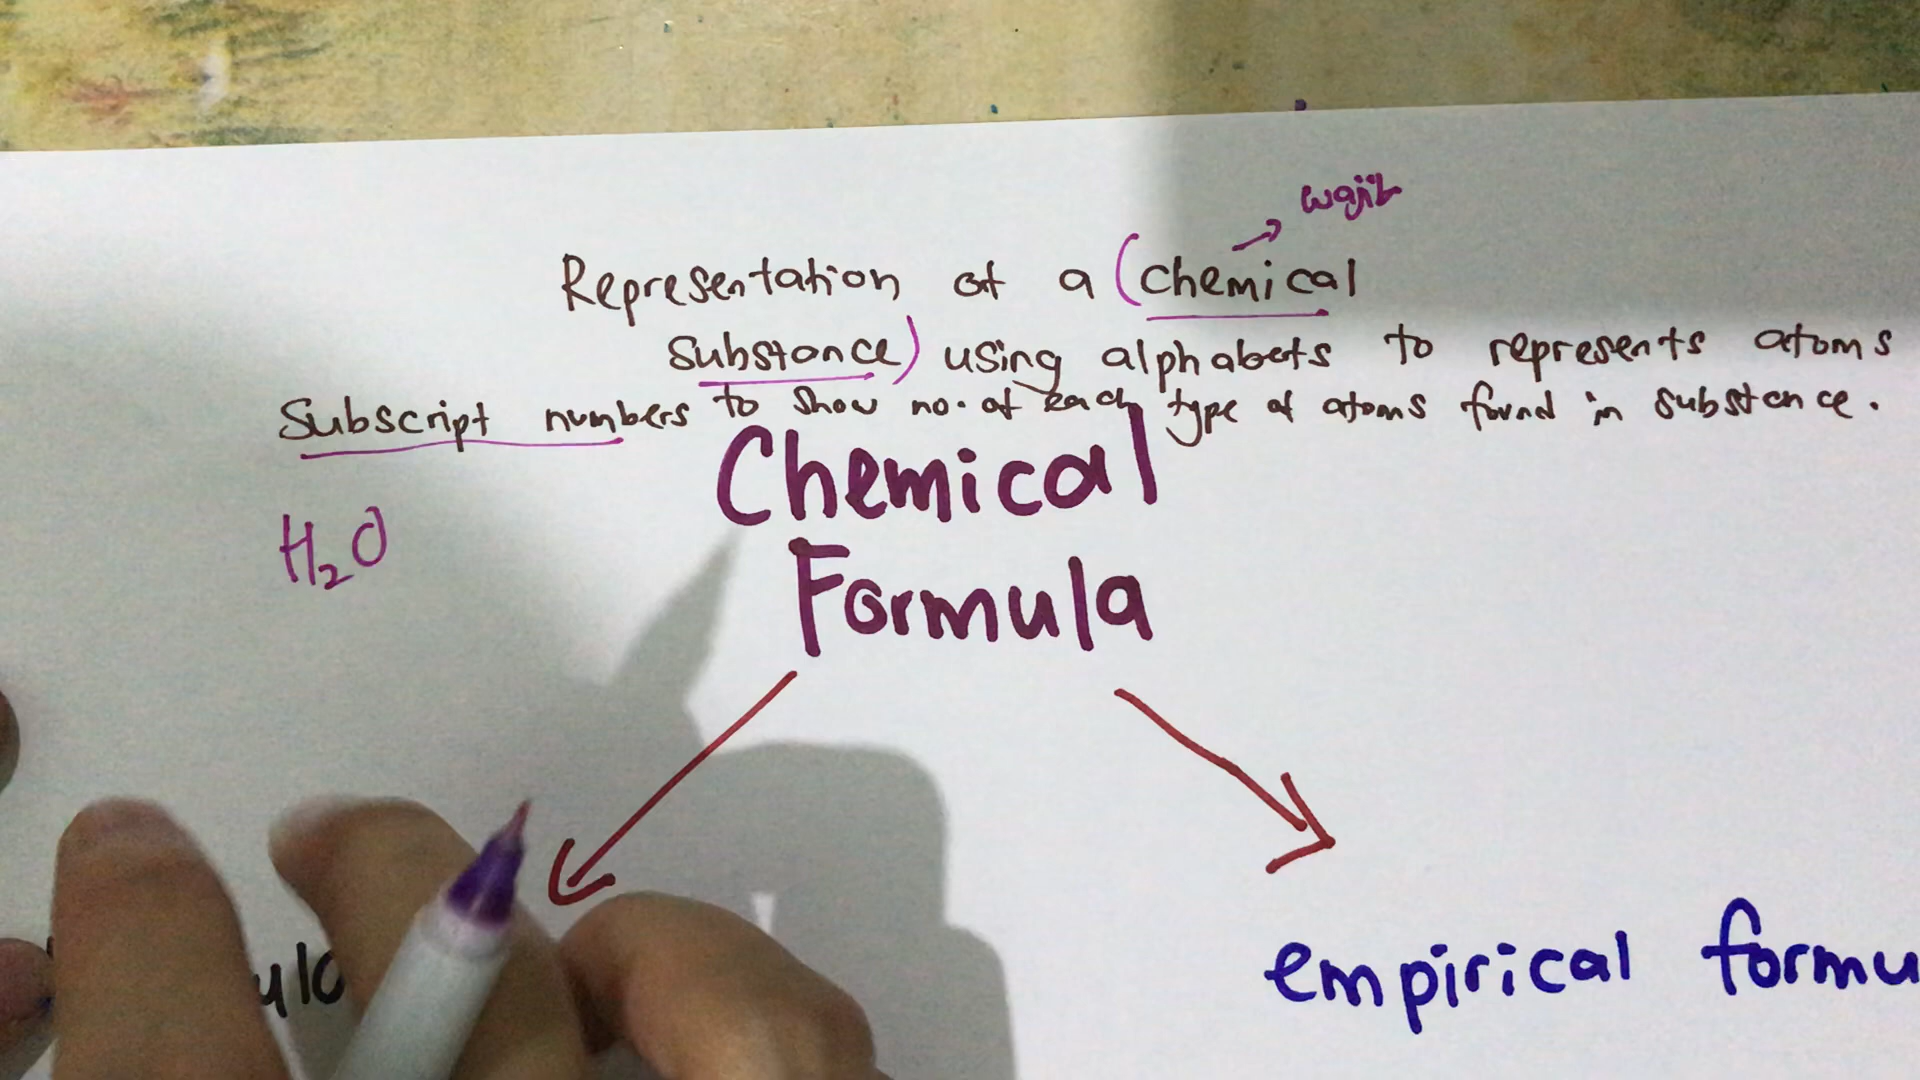 wajib
Representation of a (chemical
substance) using alphabets to represents atoms
Subscript numbers to show no. of each type of atoms found in substance.
Chemical
Formula
H₂O
empirical formu